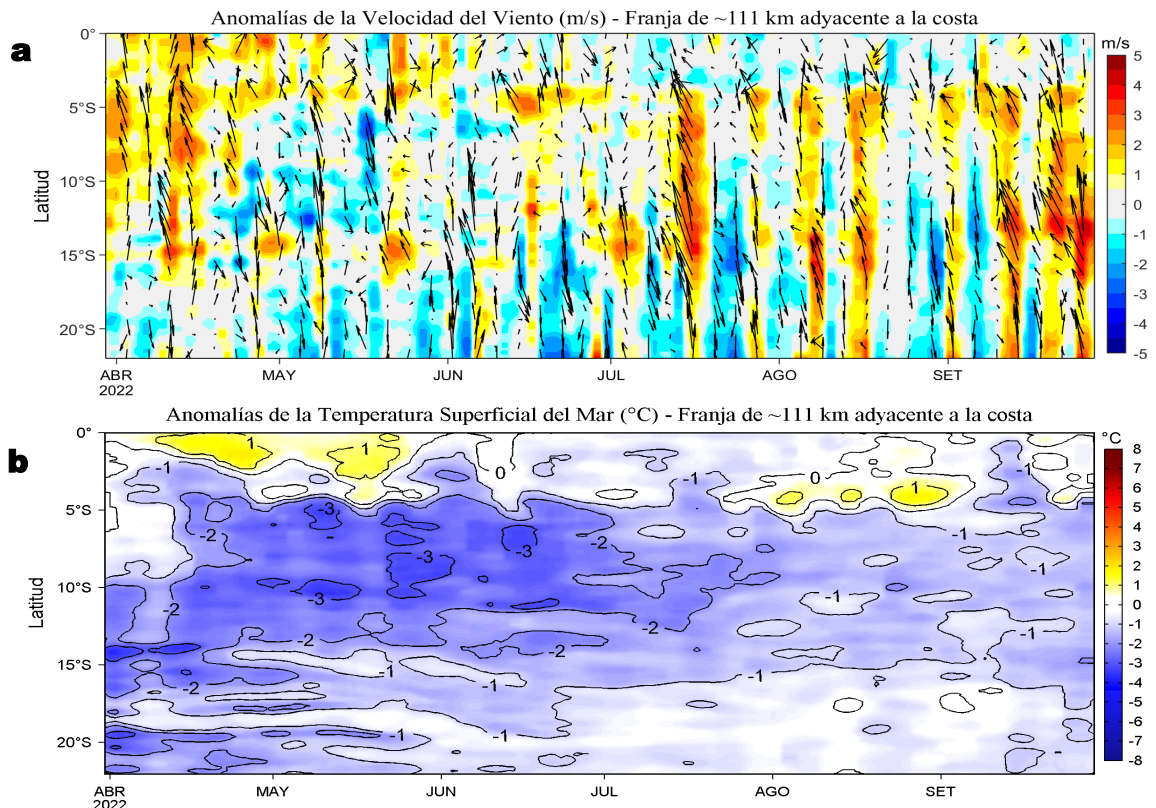 Anomalías de la Velocidad del Viento (m/s) - Franja de ~111 km adyacente a la costa
a
m/s
0°
5°S
10°S
15°S
20°S
Latitud
5
4
3
2
1
0
-1
-2
-3
-4
-5
ABR MAY JUN JUL AGO SET
2022
Anomalías de la Temperatura Superficial del Mar (°C) - Franja de ~111 km adyacente a la costa
b
°C
0°
5°S
10°S
15°S
20°S
Latitud
1 1
-1 0 -1 0 1 -1
-3
-2 -3 -3 -2 -1
-3 -1 -1
-2 -2 -2 -2 -1
-2 -1 -1 -1
-1 -1
8
7
6
5
4
3
2
1
0
-1
-2
-3
-4
-5
-6
-7
-8
ABR MAY JUN JUL AGO SET
2022